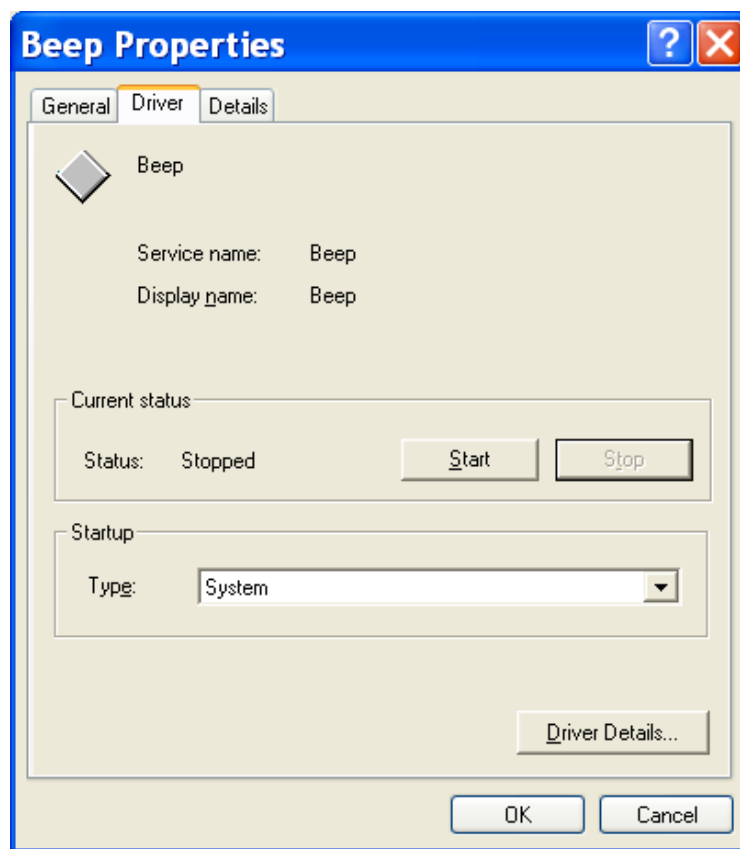 Beep Properties
?
General Driver Details
Beep
Service name: Beep
Display name: Beep
Current status
Status: Stopped Start Stop
Startup
Type: System
Driver Details...
OK Cancel